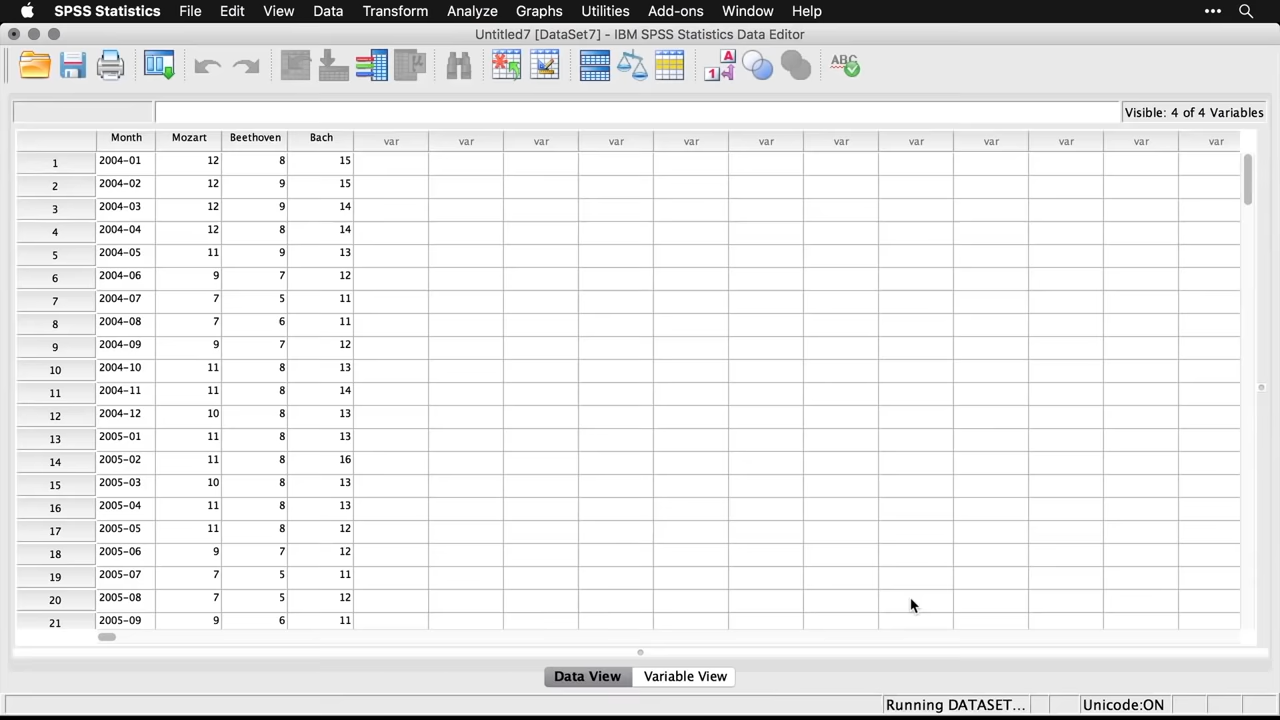 SPSS Statistics File Edit View Data Transform Analyze Graphs Utilities Add-ons Window Help
Untitled7 [DataSet7] - IBM SPSS Statistics Data Editor
A
1
ABC
Visible: 4 of 4 Variables
Month Mozart Beethoven Bach var var var var var var var var var var var var
1 2004-01 12 8 15
2 2004-02 12 9 15
3 2004-03 12 9 14
4 2004-04 12 8 14
5 2004-05 11 9 13
6 2004-06 9 7 12
7 2004-07 7 5 11
8 2004-08 7 6 11
9 2004-09 9 7 12
10 2004-10 11 8 13
11 2004-11 11 8 14
12 2004-12 10 8 13
13 2005-01 11 8 13
14 2005-02 11 8 16
15 2005-03 10 8 13
16 2005-04 11 8 13
17 2005-05 11 8 12
18 2005-06 9 7 12
19 2005-07 7 5 11
20 2005-08 7 5 12
21 2005-09 9 6 11
Data View Variable View
Running DATASET... Unicode:ON